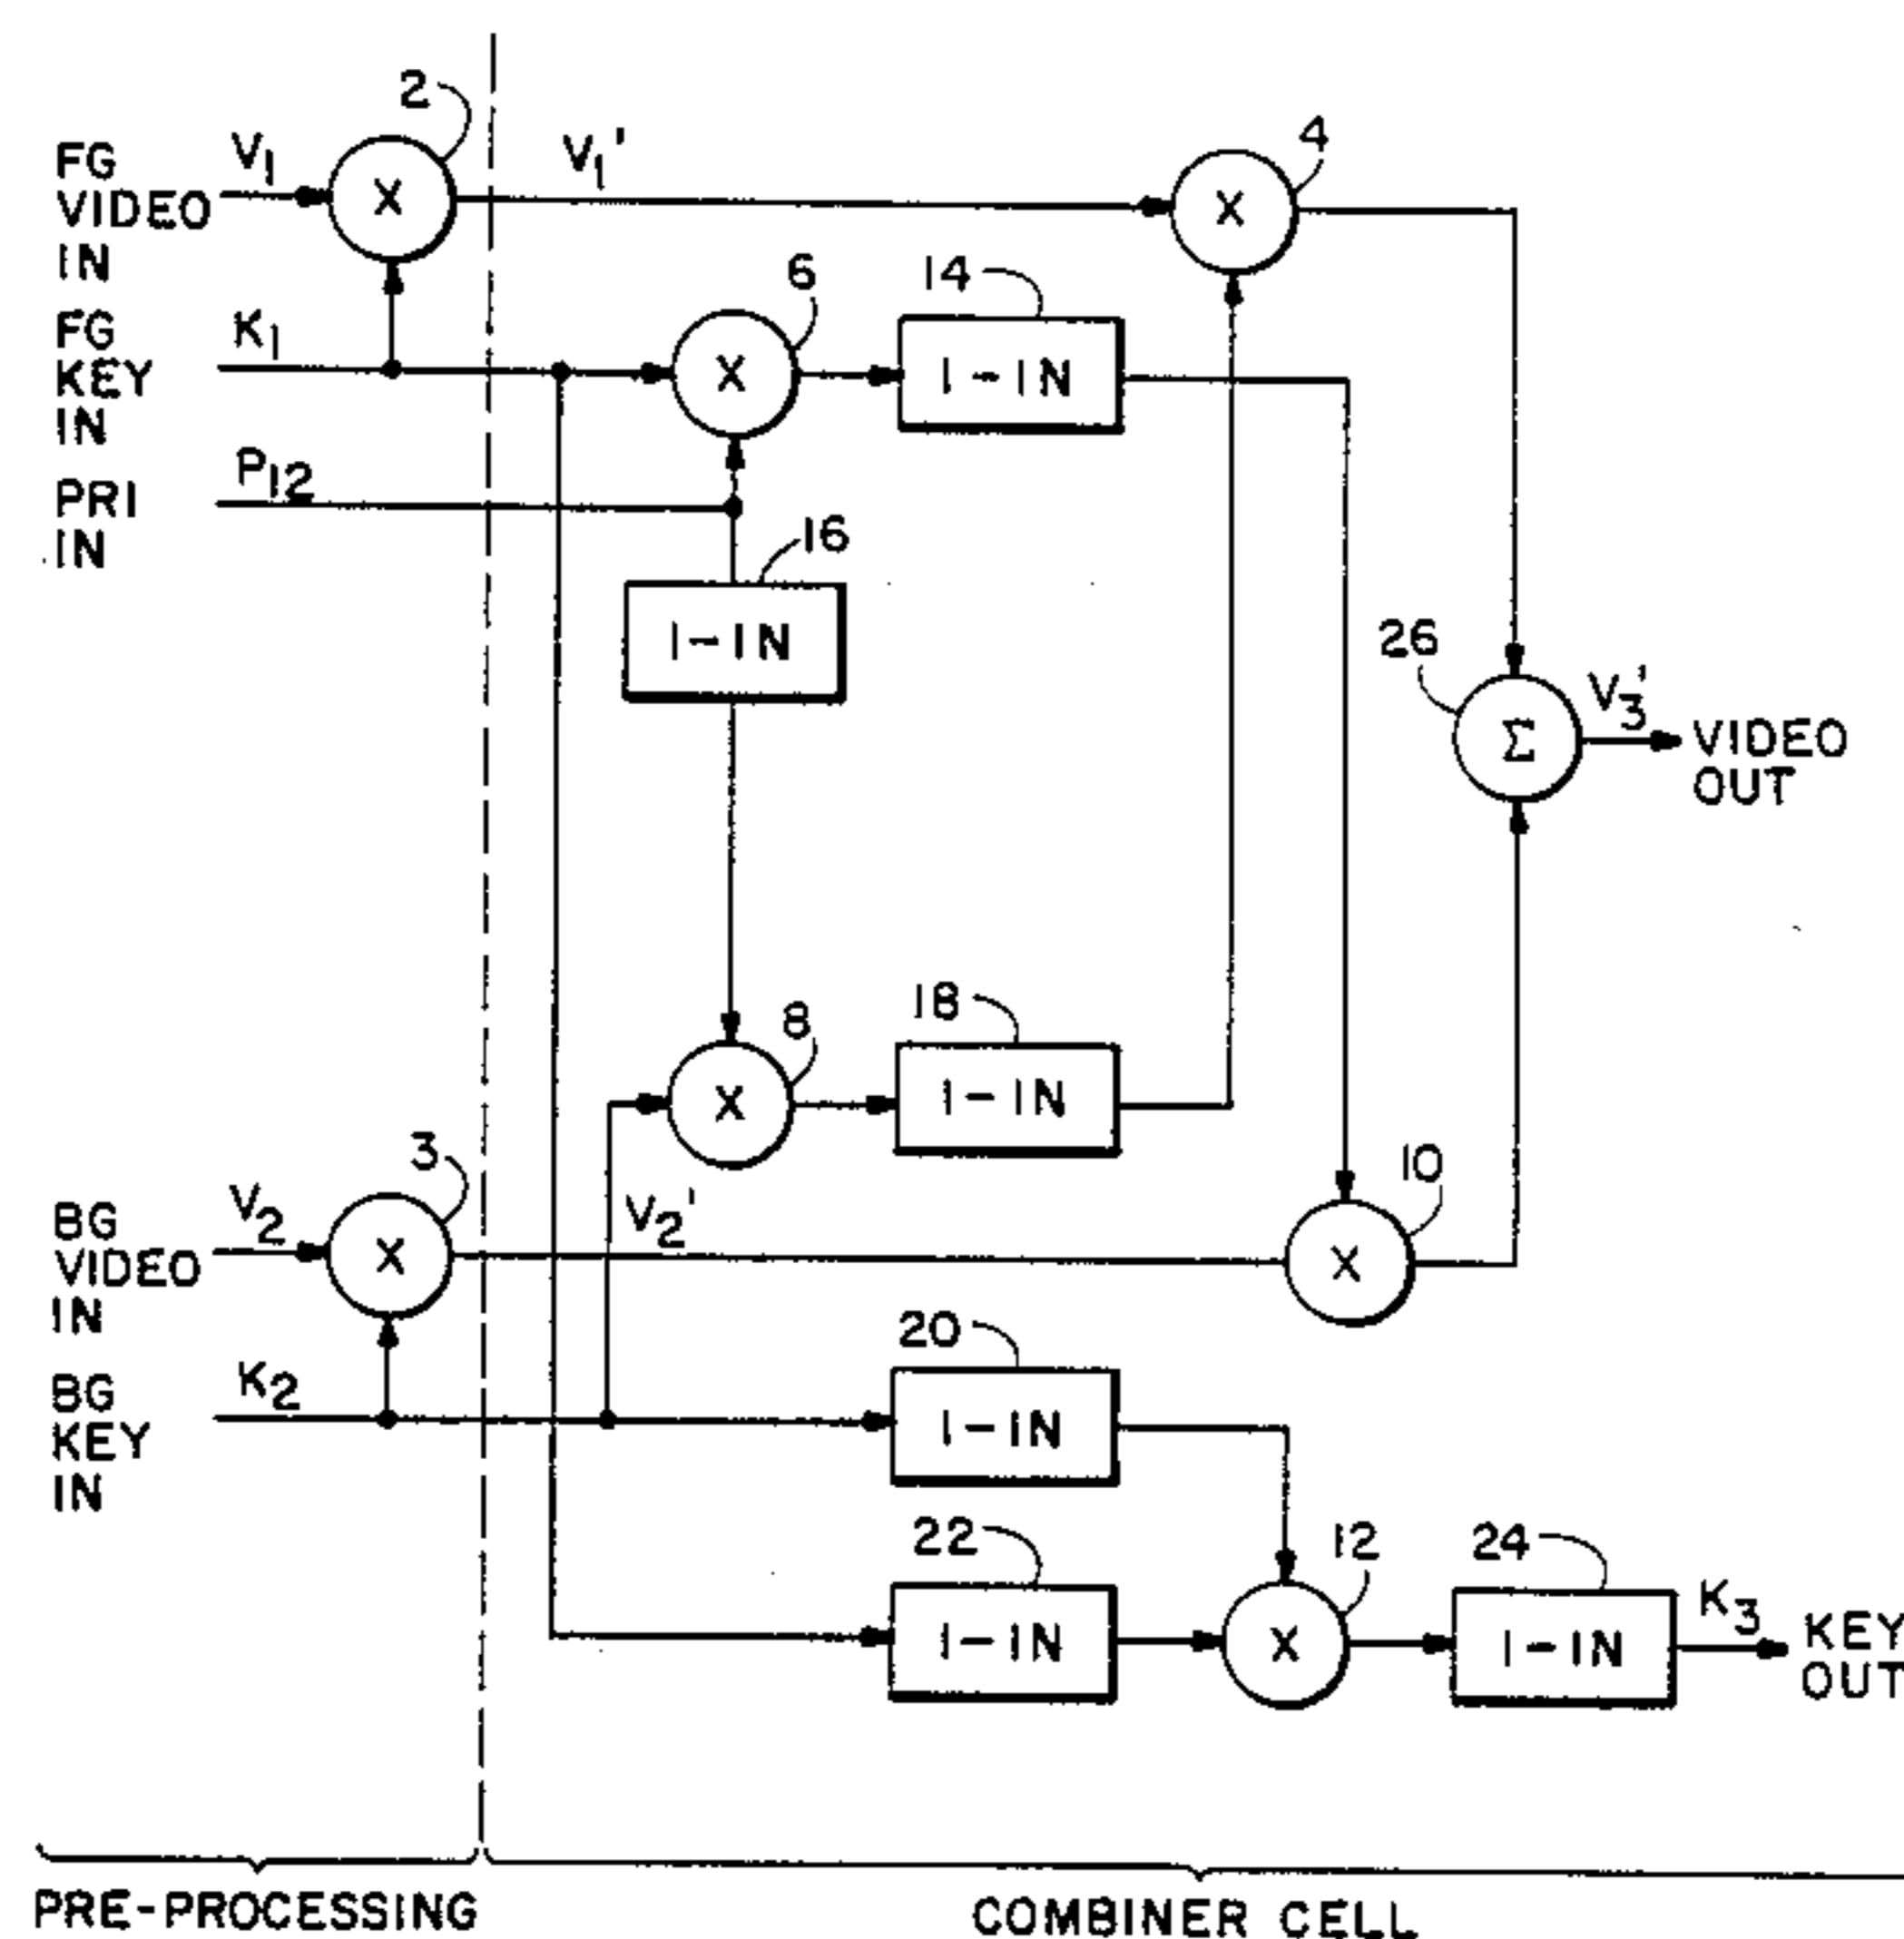 2
FG
VIDEO
IN
V1
X
V1'
X
4
FG
KEY
IN
K1
6
X
14
1-IN
PRI
IN
P12
16
1-IN
26
Σ
V3'
VIDEO
OUT
8
X
18
1-IN
3
BG
VIDEO
IN
V2
X
V2'
10
X
BG
KEY
IN
K2
20
1-IN
22
1-IN
12
X
24
1-IN
K3
KEY
OUT
PRE-PROCESSING
COMBINER CELL